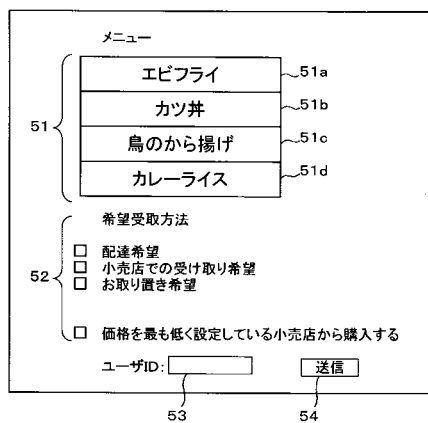 メニュー
エビフライ
51a
カツ丼
51b
51
鳥のから揚げ
51c
カレーライス
51d
希望受取方法
52
配達希望
小売店での受け取り希望
お取り置き希望
価格を最も低く設定している小売店から購入する
ユーザID:
送信
53
54